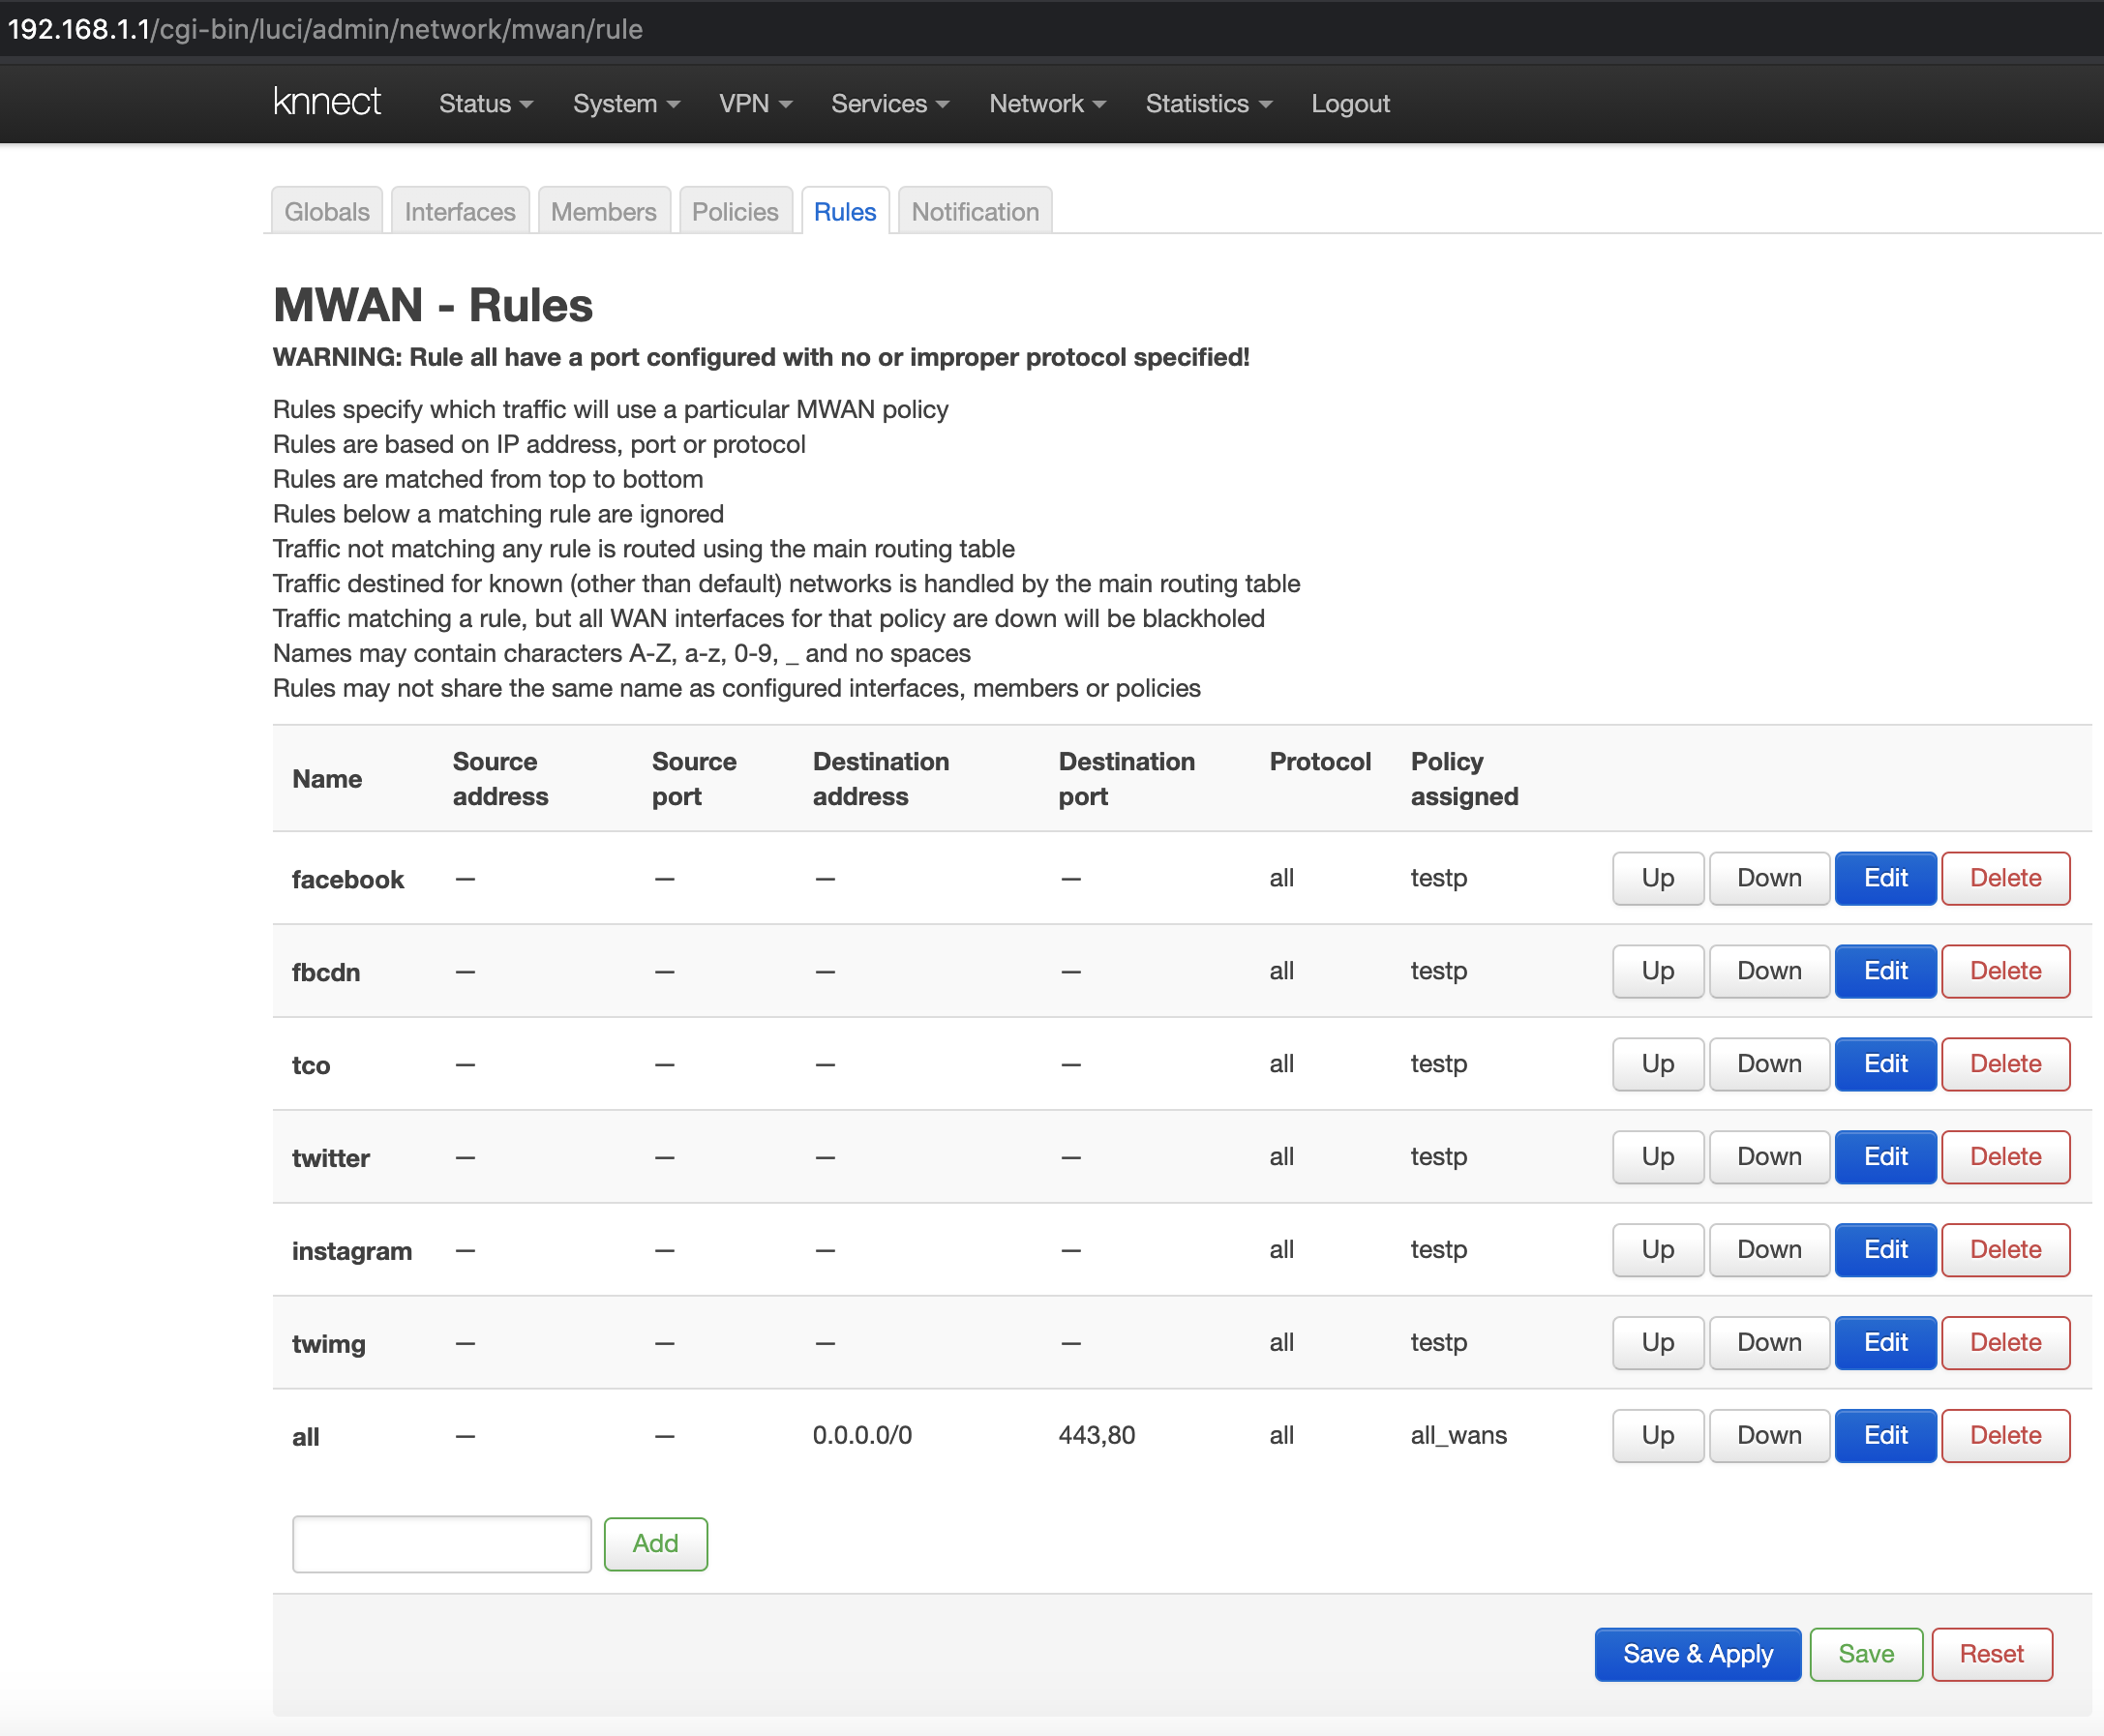 192.168.1.1/cgi-bin/luci/admin/network/mwan/rule
knnect Status System VPN Services Network Statistics Logout
Globals Interfaces Members Policies Rules Notification
MWAN - Rules
WARNING: Rule all have a port configured with no or improper protocol specified!
Rules specify which traffic will use a particular MWAN policy
Rules are based on IP address, port or protocol
Rules are matched from top to bottom
Rules below a matching rule are ignored
Traffic not matching any rule is routed using the main routing table
Traffic destined for known (other than default) networks is handled by the main routing table
Traffic matching a rule, but all WAN interfaces for that policy are down will be blackholed
Names may contain characters A-Z, a-z, 0-9, _ and no spaces
Rules may not share the same name as configured interfaces, members or policies
Name Source address Source port Destination address Destination port Protocol Policy assigned
facebook — — — — all testp Up Down Edit Delete
fbcdn — — — — all testp Up Down Edit Delete
tco — — — — all testp Up Down Edit Delete
twitter — — — — all testp Up Down Edit Delete
instagram — — — — all testp Up Down Edit Delete
twimg — — — — all testp Up Down Edit Delete
all — — 0.0.0.0/0 443,80 all all_wans Up Down Edit Delete
Add
Save & Apply Save Reset